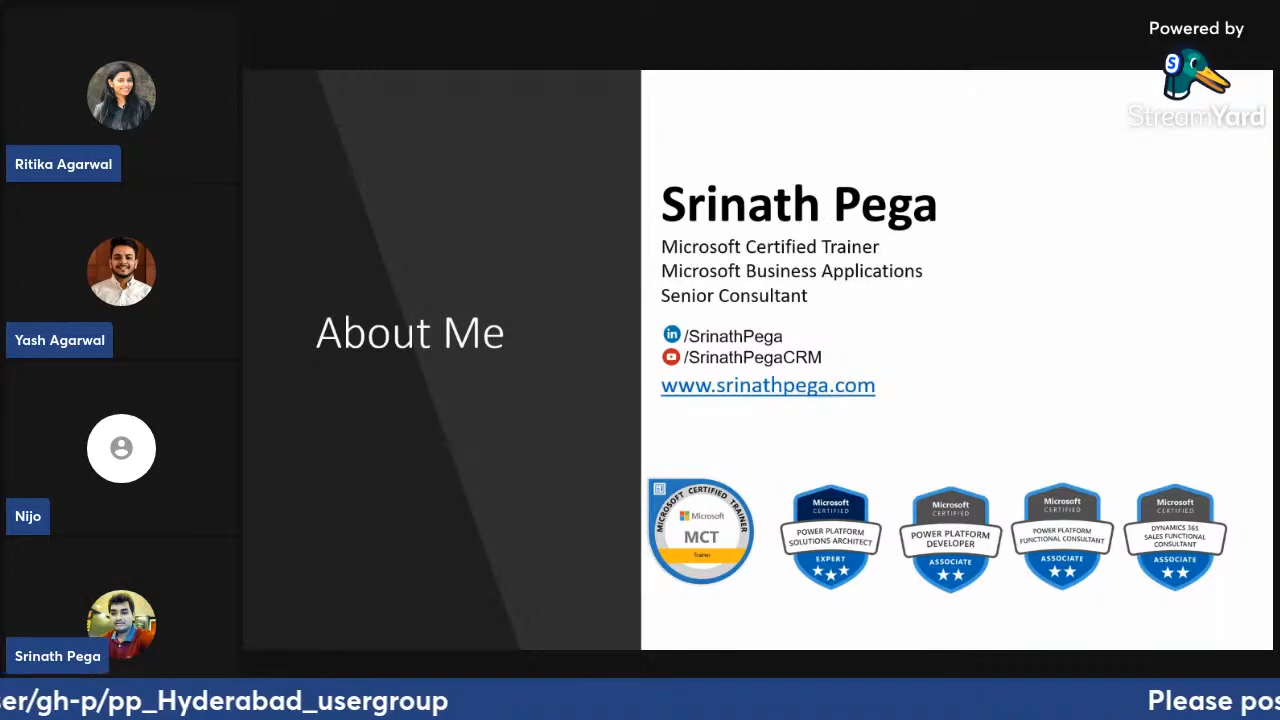 Powered by
StreamYard
Ritika Agarwal
Yash Agarwal
Nijo
Srinath Pega
About Me
Srinath Pega
Microsoft Certified Trainer
Microsoft Business Applications
Senior Consultant
/SrinathPega
/SrinathPegaCRM
www.srinathpega.com
MICROSOFT CERTIFIED TRAINER
Microsoft
MCT
Trainer
Microsoft
CERTIFIED
POWER PLATFORM
SOLUTIONS ARCHITECT
EXPERT
Microsoft
CERTIFIED
POWER PLATFORM
DEVELOPER
ASSOCIATE
Microsoft
CERTIFIED
POWER PLATFORM
FUNCTIONAL CONSULTANT
ASSOCIATE
Microsoft
CERTIFIED
DYNAMICS 365
SALES FUNCTIONAL
CONSULTANT
ASSOCIATE
ser/gh-p/pp_Hyderabad_usergroup
Please pos